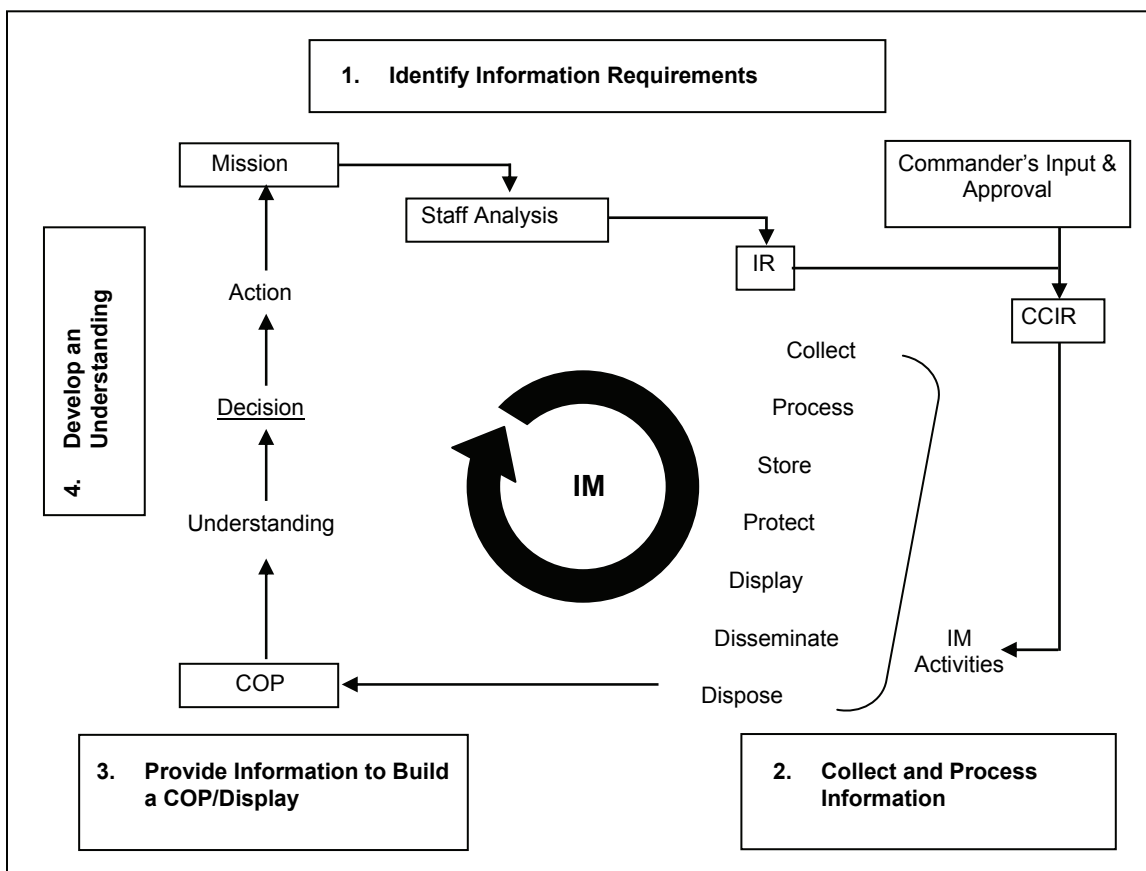 1. Identify Information Requirements
Mission
Commander’s Input &
Approval
Staff Analysis
IR
CCIR
4. Develop an
Understanding
Action
Decision
Understanding
COP
IM
Collect
Process
Store
Protect
Display
Disseminate
Dispose
IM
Activities
3. Provide Information to Build
a COP/Display
2. Collect and Process
Information